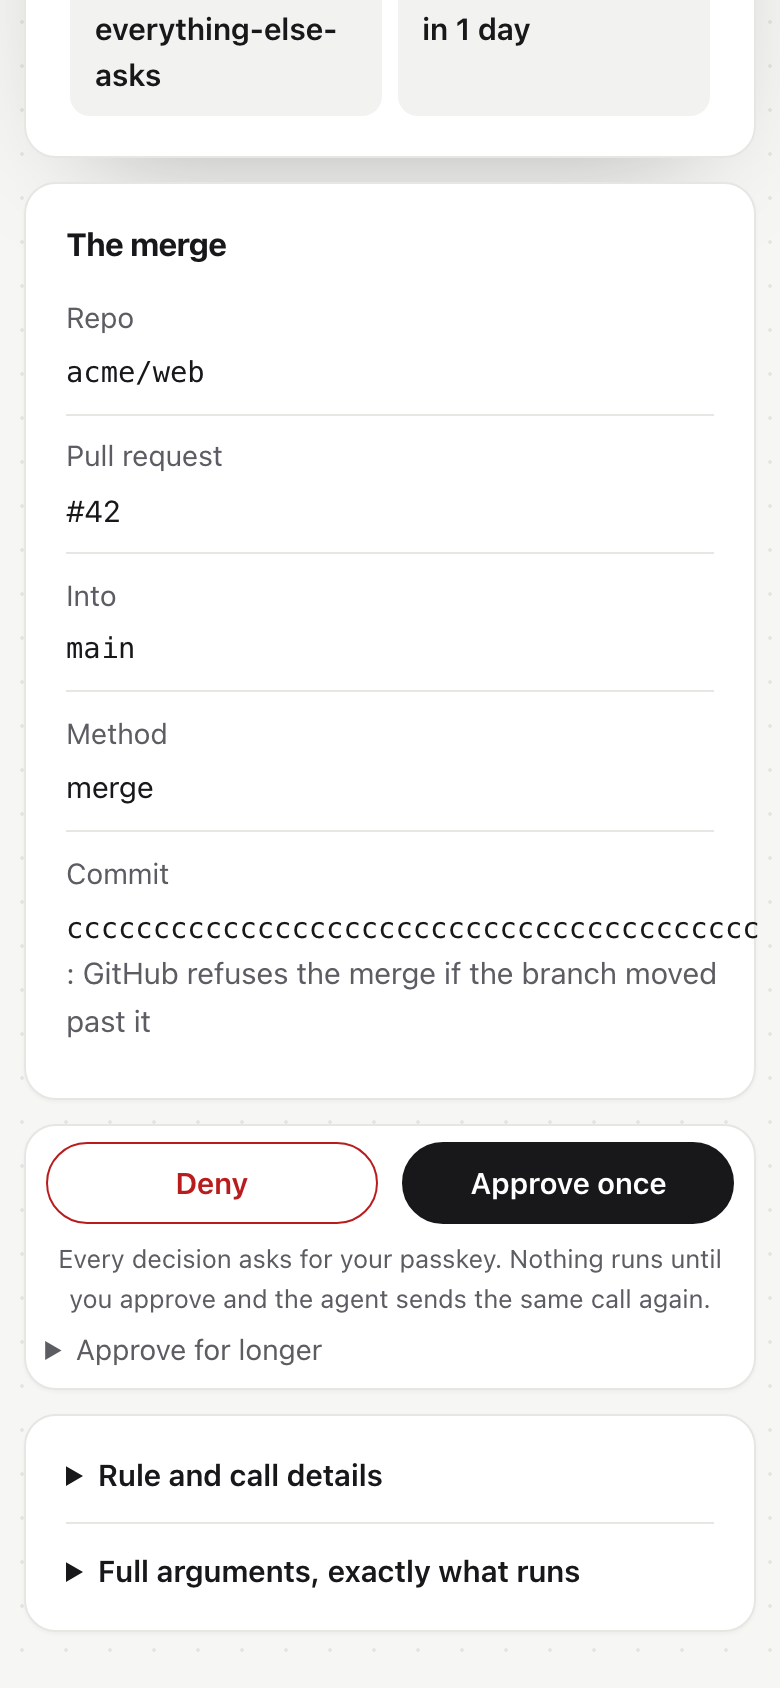 everything-else-
asks
in 1 day
The merge
Repo
acme/web
Pull request
#42
Into
main
Method
merge
Commit
cccccccccccccccccccccccccccccccccccccccc
: GitHub refuses the merge if the branch moved
past it
Deny
Approve once
Every decision asks for your passkey. Nothing runs until
you approve and the agent sends the same call again.
Approve for longer
Rule and call details
Full arguments, exactly what runs